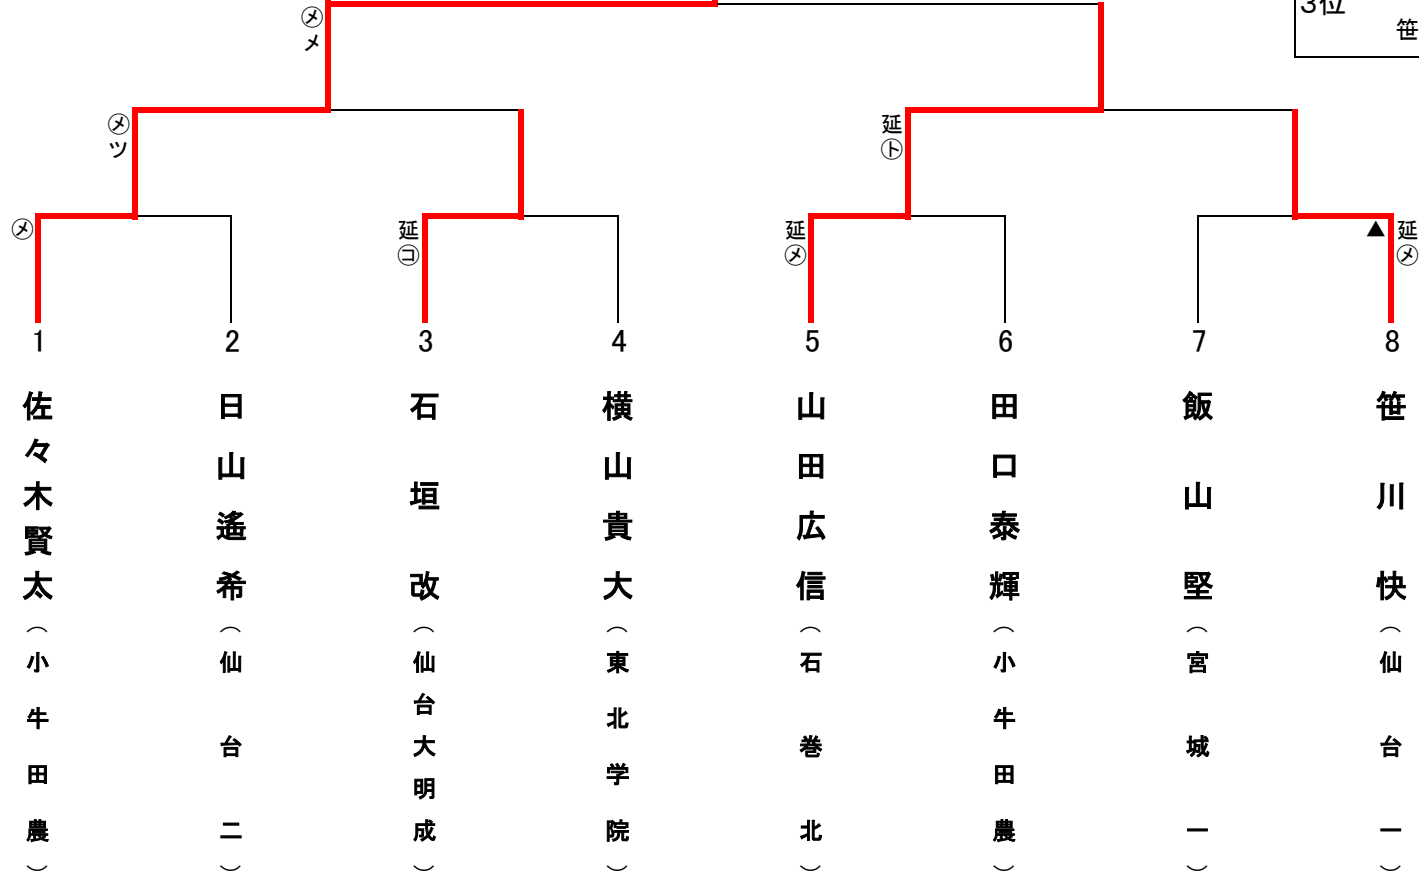 3位
笹
㋱
メ
㋱
ツ
延
㋣
㋱
延
㋙
延
㋱
▲
延
㋱
1
2
3
4
5
6
7
8
佐々木賢太（小牛田農）
日山遙希（仙台二）
石垣改（仙台大明成）
横山貴大（東北学院）
山田広信（石巻北）
田口泰輝（小牛田農）
飯山堅（宮城一）
笹川快（仙台一）